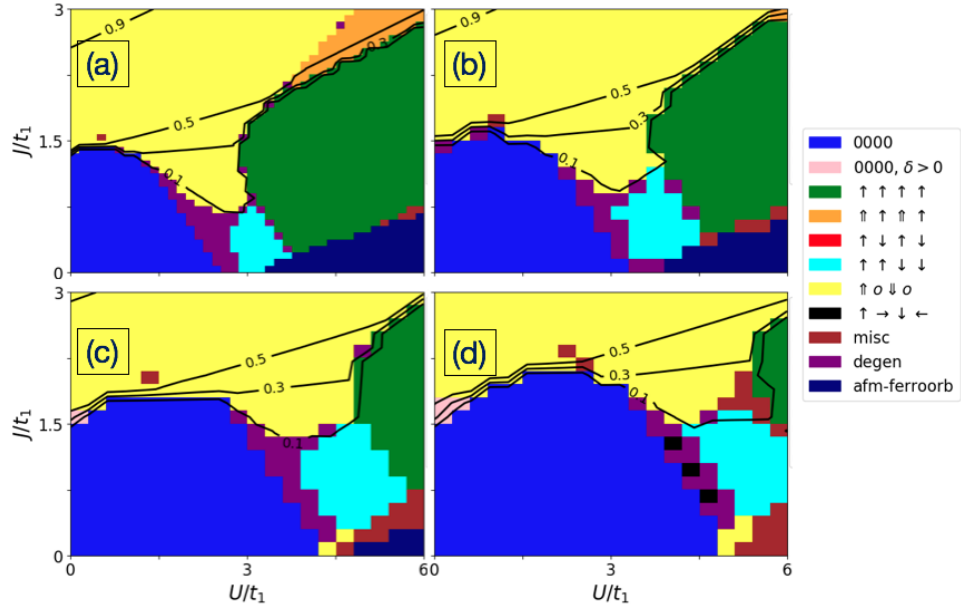 3
(a)
(b)
0.9
0.9
0.5
0.3
0.5
0.3
0.1
0.1
1.5
0
J/t₁
0000
0000, δ > 0
↑ ↑ ↑ ↑
⇑ ↑ ⇑ ↑
↑ ↓ ↑ ↓
↑ ↑ ↓ ↓
⇑ o ⇓ o
↑ → ↓ ←
misc
degen
afm-ferroorb
3
(c)
(d)
0.5
0.3
0.1
0.5
0.3
0.1
1.5
0
J/t₁
0
3
60
3
6
U/t₁
U/t₁